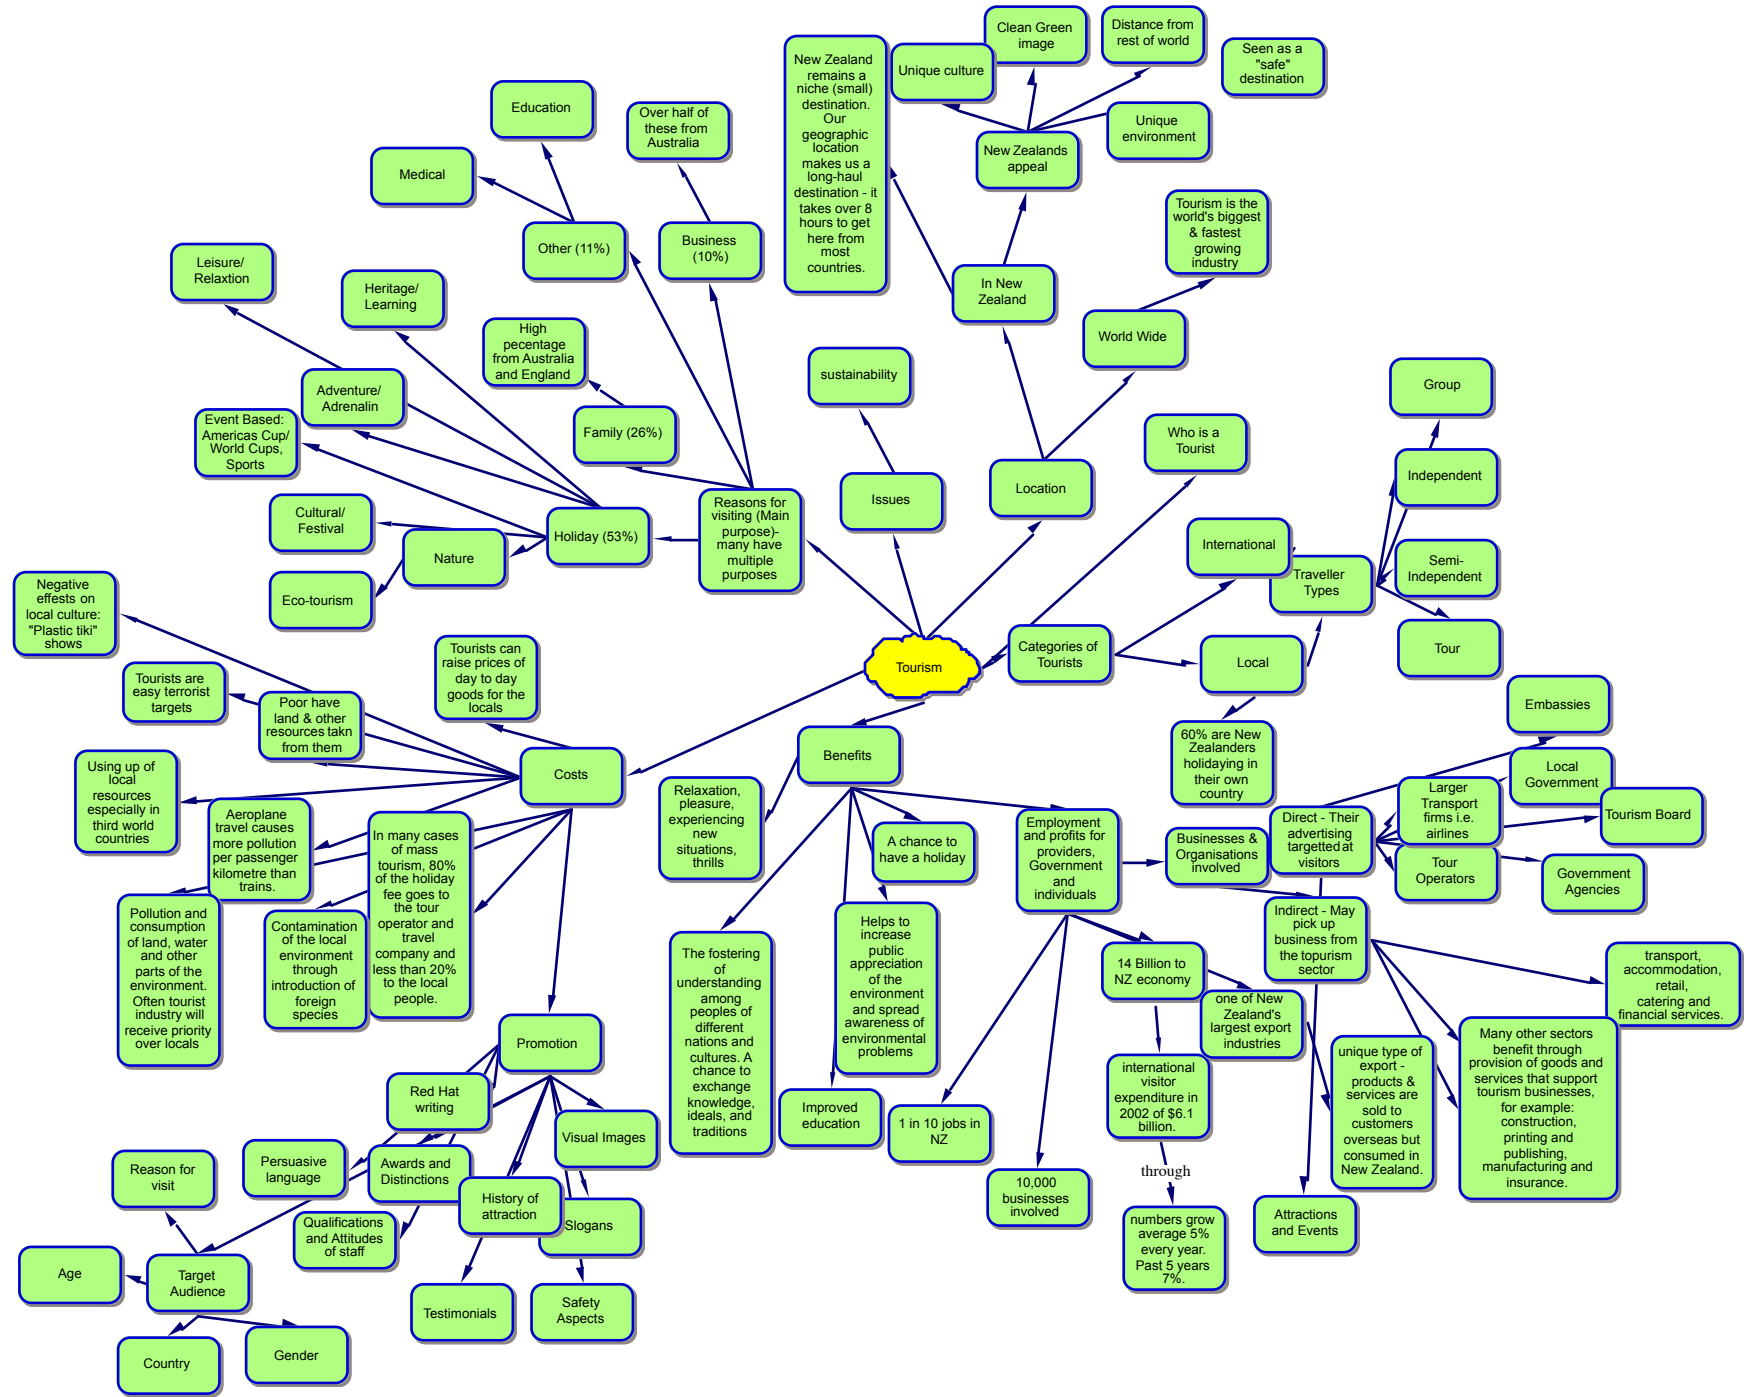 Clean Green
image
Distance from
rest of world
Seen as a
"safe"
destination
Unique culture
New Zealand
remains a
niche (small)
destination.
Our
geographic
location
makes us a
long-haul
destination - it
takes over 8
hours to get
here from
most
countries.
Education
Over half of
these from
Australia
Unique
environment
New Zealands
appeal
Medical
Tourism is the
world's biggest
& fastest
growing
industry
Other (11%)
Business
(10%)
Leisure/
Relaxtion
Heritage/
Learning
In New
Zealand
World Wide
High
pecentage
from Australia
and England
sustainability
Group
Adventure/
Adrenalin
Event Based:
Americas Cup/
World Cups,
Sports
Family (26%)
Who is a
Tourist
Independent
Issues
Location
Reasons for
visiting (Main
purpose)-
many have
multiple
purposes
Cultural/
Festival
Holiday (53%)
Nature
International
Semi-
Independent
Traveller
Types
Eco-tourism
Negative
effests on
local culture:
"Plastic tiki"
shows
Tour
Tourism
Categories of
Tourists
Local
Tourists can
raise prices of
day to day
goods for the
locals
Tourists are
easy terrorist
targets
Poor have
land & other
resources takn
from them
Embassies
Benefits
60% are New
Zealanders
holidaying in
their own
country
Costs
Local
Government
Using up of
local
resources
especially in
third world
countries
Larger
Transport
firms i.e.
airlines
Tourism Board
Relaxation,
pleasure,
experiencing
new
situations,
thrills
A chance to
have a holiday
Employment
and profits for
providers,
Government
and
individuals
Businesses &
Organisations
involved
Direct - Their
advertising
targetted at
visitors
Tour
Operators
Government
Agencies
Aeroplane
travel causes
more pollution
per passenger
kilometre than
trains.
In many cases
of mass
tourism, 80%
of the holiday
fee goes to
the tour
operator and
travel
company and
less than 20%
to the local
people.
Pollution and
consumption
of land, water
and other
parts of the
environment.
Often tourist
industry will
receive priority
over locals
Contamination
of the local
environment
through
introduction of
foreign
species
The fostering
of
understanding
among
peoples of
different
nations and
cultures. A
chance to
exchange
knowledge,
ideals, and
traditions
Helps to
increase
public
appreciation
of the
environment
and spread
awareness of
environmental
problems
Indirect - May
pick up
business from
the topurism
sector
14 Billion to
NZ economy
transport,
accommodation,
retail,
catering and
financial services.
one of New
Zealand's
largest export
industries
Promotion
unique type of
export -
products &
services are
sold to
customers
overseas but
consumed in
New Zealand.
Many other sectors
benefit through
provision of goods and
services that support
tourism businesses,
for example:
construction,
printing and
publishing,
manufacturing and
insurance.
international
visitor
expenditure in
2002 of $6.1
billion.
Red Hat
writing
Improved
education
1 in 10 jobs in
NZ
Visual Images
through
Persuasive
language
Awards and
Distinctions
Reason for
visit
10,000
businesses
involved
History of
attraction
Slogans
Qualifications
and Attitudes
of staff
Attractions
and Events
numbers grow
average 5%
every year.
Past 5 years
7%.
Age
Target
Audience
Testimonials
Safety
Aspects
Country
Gender